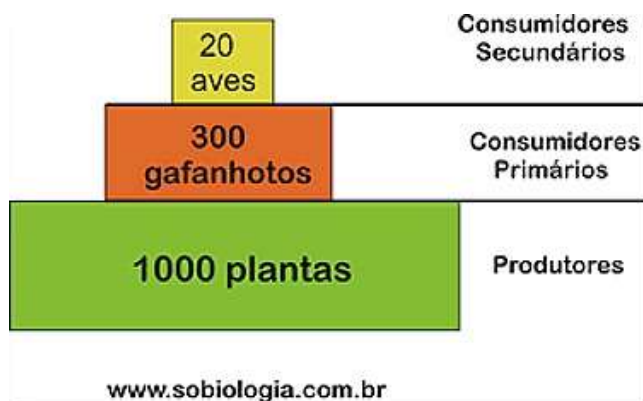 20
aves
Consumidores
Secundários
300
gafanhotos
Consumidores
Primários
1000 plantas
Produtores
www.sobiologia.com.br